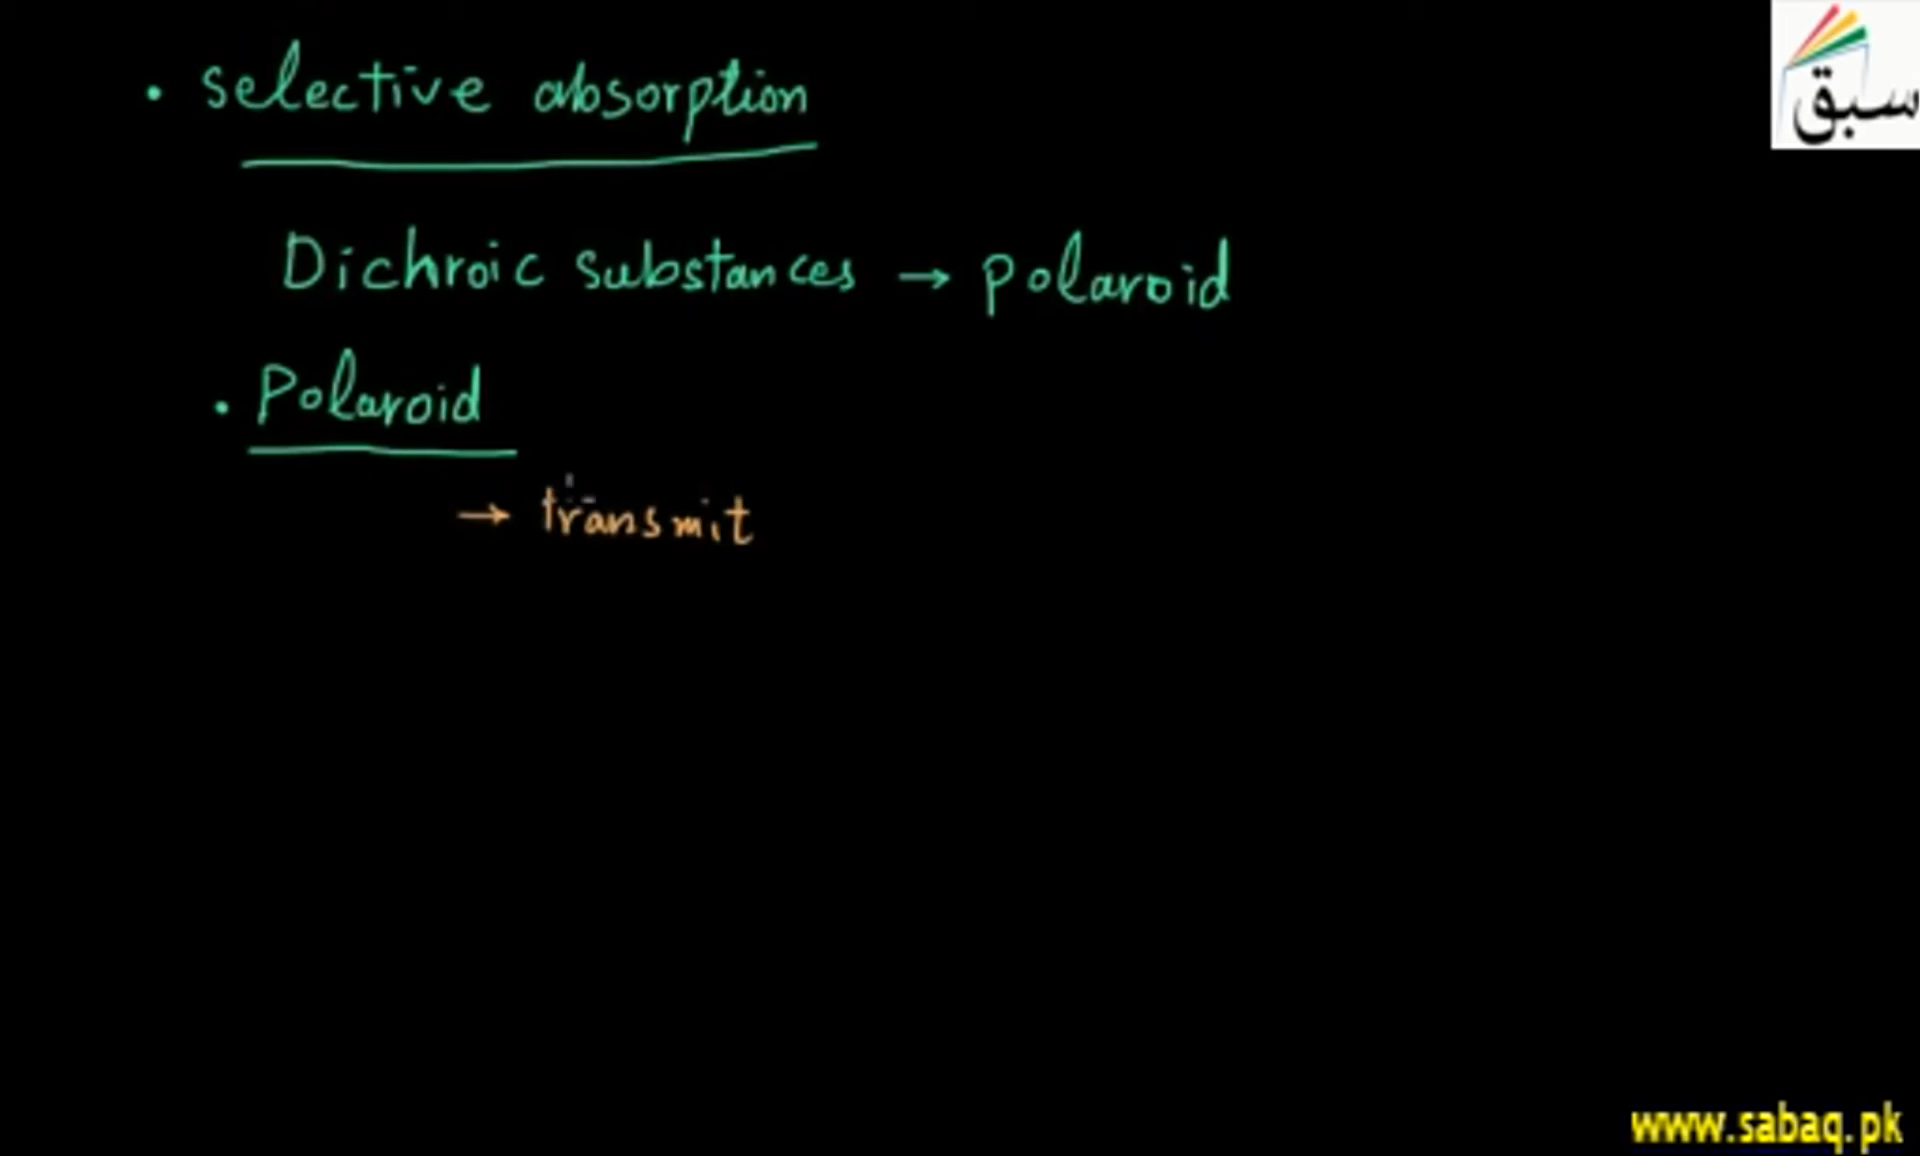 • selective absorption
سبق
Dichroic substances → polaroid
• Polaroid
→ transmit
www.sabaq.pk